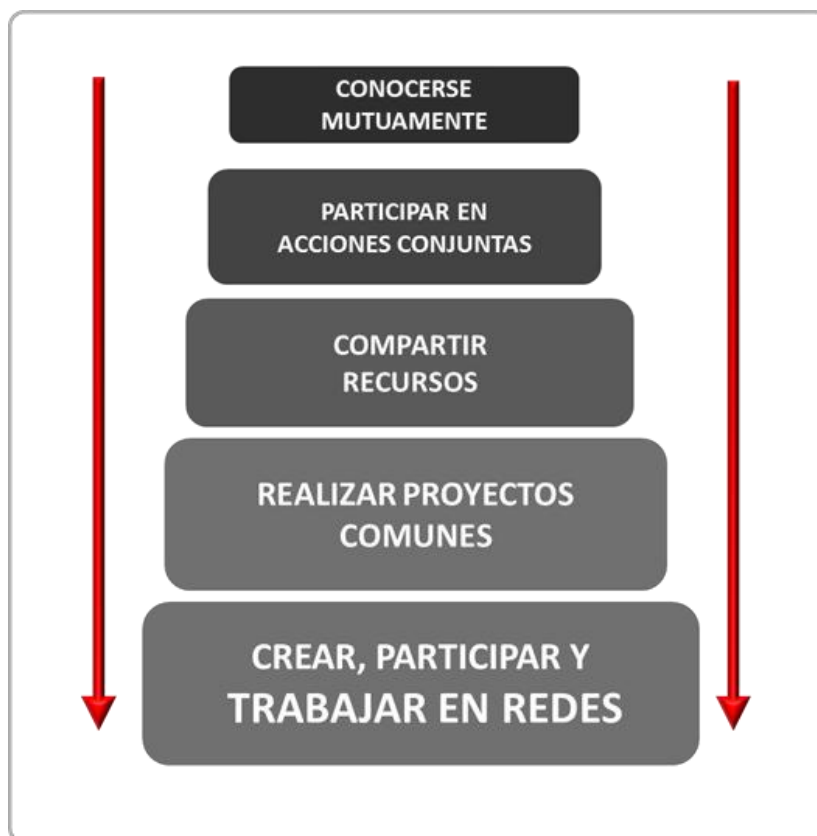 CONOCERSE
MUTUAMENTE
PARTICIPAR EN
ACCIONES CONJUNTAS
COMPARTIR
RECURSOS
REALIZAR PROYECTOS
COMUNES
CREAR, PARTICIPAR Y
TRABAJAR EN REDES